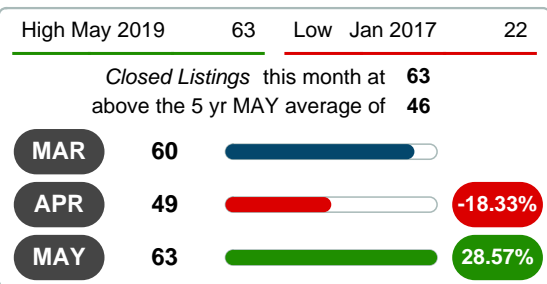 High May 2019 63 Low Jan 2017 22
Closed Listings this month at 63
above the 5 yr MAY average of 46
MAR 60
APR 49 -18.33%
MAY 63 28.57%